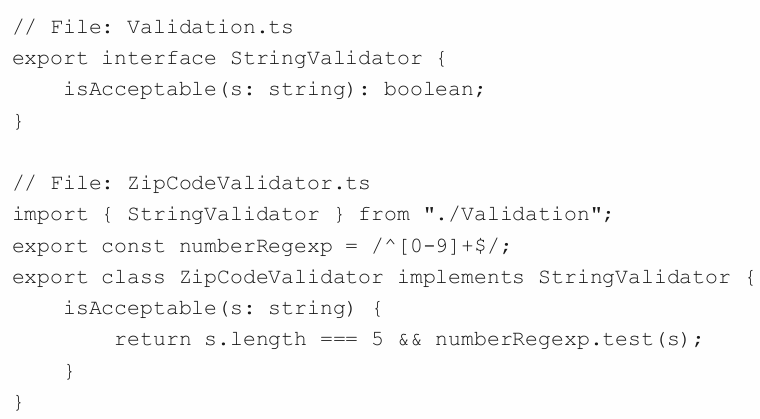 // File: Validation.ts
export interface StringValidator {
    isAcceptable(s: string): boolean;
}

// File: ZipCodeValidator.ts
import { StringValidator } from "./Validation";
export const numberRegexp = /^[0-9]+$/;
export class ZipCodeValidator implements StringValidator {
    isAcceptable(s: string) {
        return s.length === 5 && numberRegexp.test(s);
    }
}